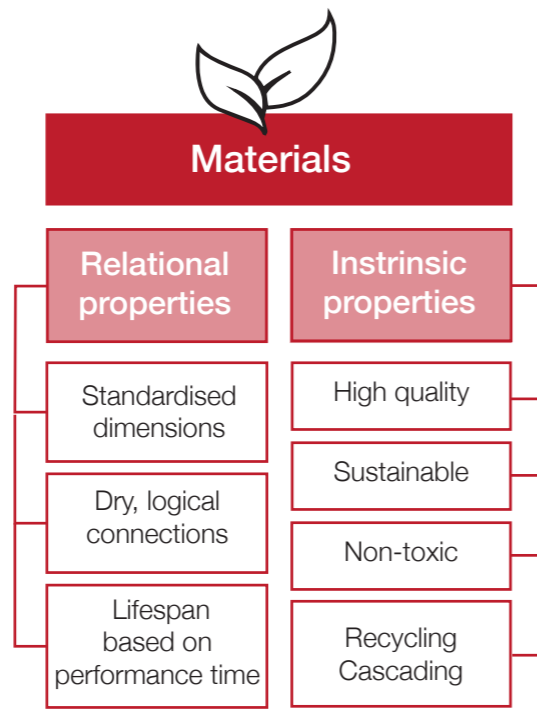 Materials
Relational
properties
Standardised
dimensions
Dry, logical
connections
Lifespan
based on
performance time
Instrinsic
properties
High quality
Sustainable
Non-toxic
Recycling
Cascading